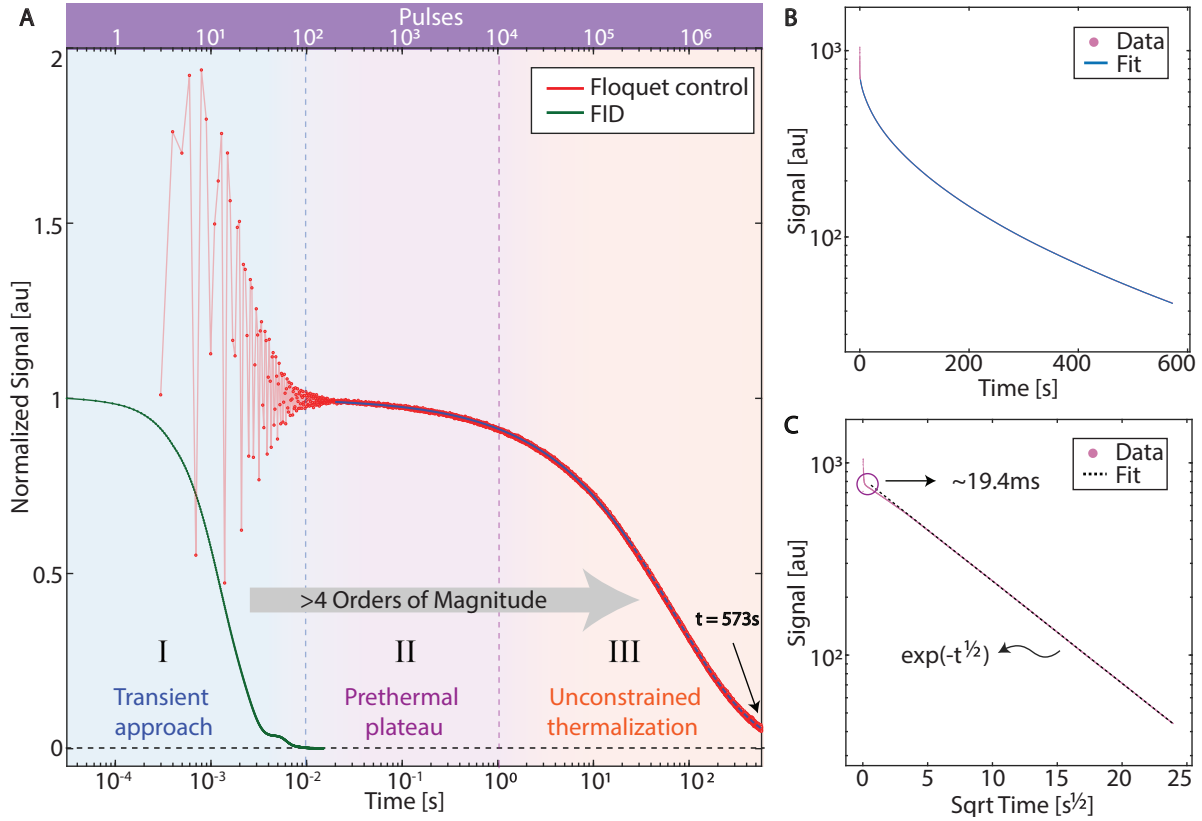 A
Pulses
1 10¹ 10² 10³ 10⁴ 10⁵ 10⁶
2
1.5
1
0.5
0
Normalized Signal [au]
Floquet control
FID
>4 Orders of Magnitude
t = 573s
I
II
III
Transient
approach
Prethermal
plateau
Unconstrained
thermalization
10⁻⁴ 10⁻³ 10⁻² 10⁻¹ 10⁰ 10¹ 10²
Time [s]
B
10³
10²
Signal [au]
Data
Fit
0 200 400 600
Time [s]
C
10³
10²
Signal [au]
Data
Fit
~19.4ms
exp(-t^½)
0 5 10 15 20 25
Sqrt Time [s^½]